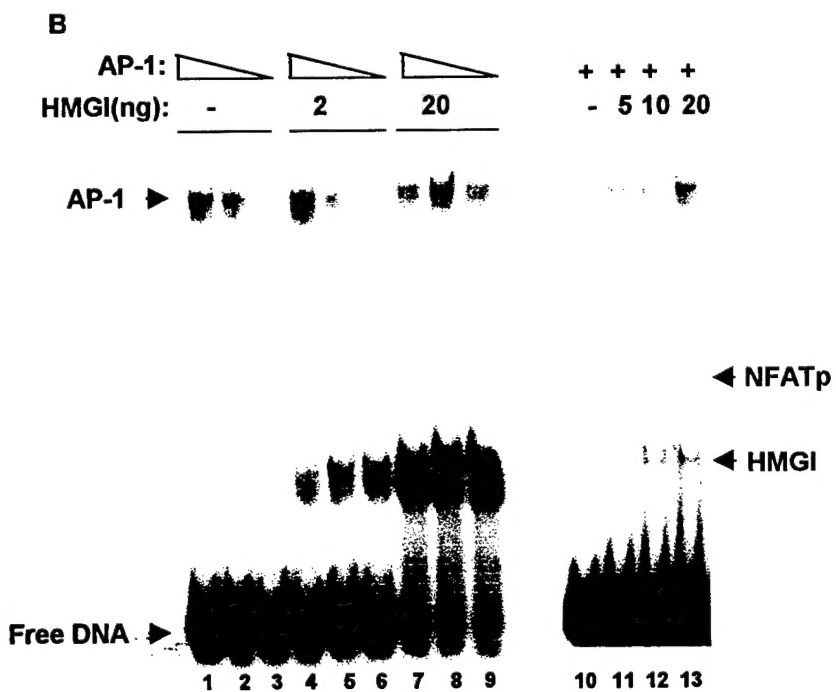 B
AP-1: + + + +
HMGI(ng): - 2 20 - 5 10 20
AP-1
NFATp
HMGI
Free DNA
1 2 3 4 5 6 7 8 9 10 11 12 13